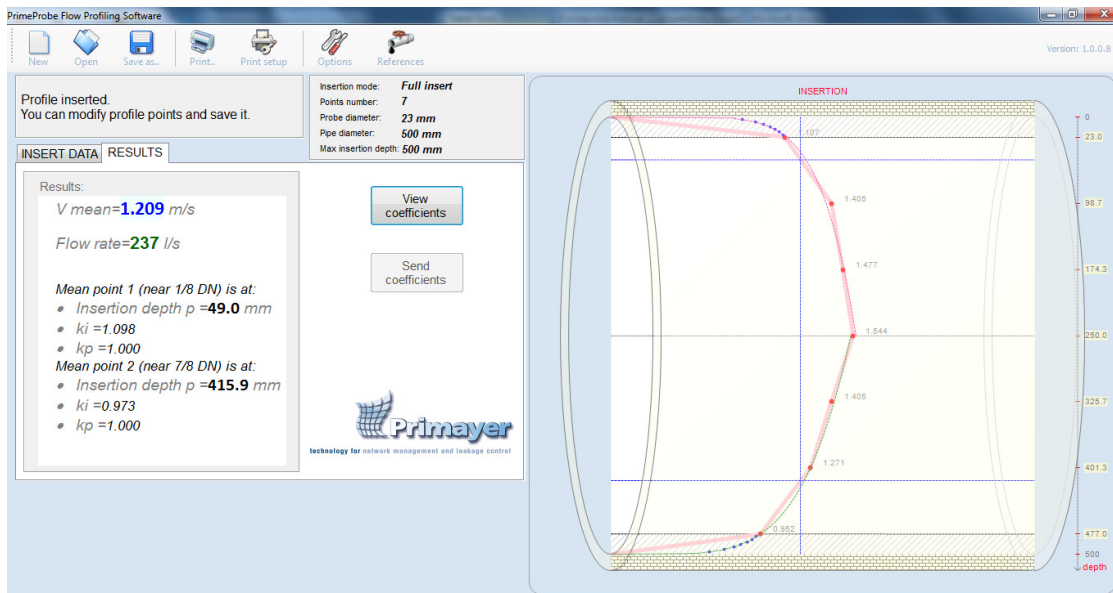 PrimeProbe Flow Profiling Software
New Open Save as.. Print.. Print setup Options References
Version: 1.0.0.8
Profile inserted.
You can modify profile points and save it.
Insertion mode: Full insert
Points number: 7
Probe diameter: 23 mm
Pipe diameter: 500 mm
Max insertion depth: 500 mm
INSERT DATA RESULTS
Results:
V mean=1.209 m/s
Flow rate=237 l/s
Mean point 1 (near 1/8 DN) is at:
• Insertion depth p =49.0 mm
• ki=1.098
• kp=1.000
Mean point 2 (near 7/8 DN) is at:
• Insertion depth p =415.9 mm
• ki=0.973
• kp=1.000
View
coefficients
Send
coefficients
Primayer
technology for network management and leakage control
INSERTION
107
1.405
1.477
1.544
1.405
1.271
0.952
0
23.0
98.7
174.3
250.0
325.7
401.3
477.0
500
depth